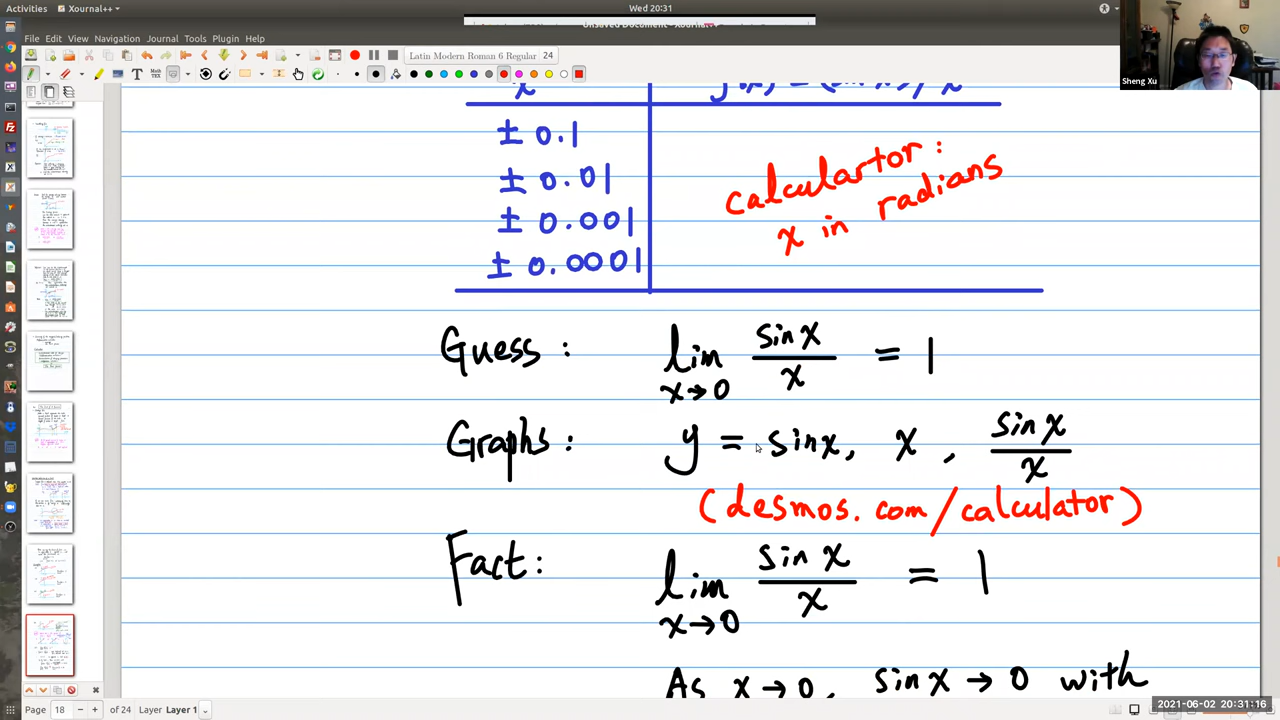 Activities Xournal++ Wed 20:31
Unsaved Document - Xournal++
File Edit View Navigation Journal Tools Plugin Help
Latin Modern Roman 6 Regular 24
Sheng Xu
x
± 0.1
± 0.01
± 0.001
± 0.0001
calculartor :
x in radians
Guess : lim x→0 sin x / x = 1
Graphs : y = sin x, x , sin x / x
(desmos.com/calculator)
Fact : lim x→0 sin x / x = 1
As x → 0, sin x → 0 with
Page 18 of 24 Layer Layer 1
2021-06-02 20:31:16